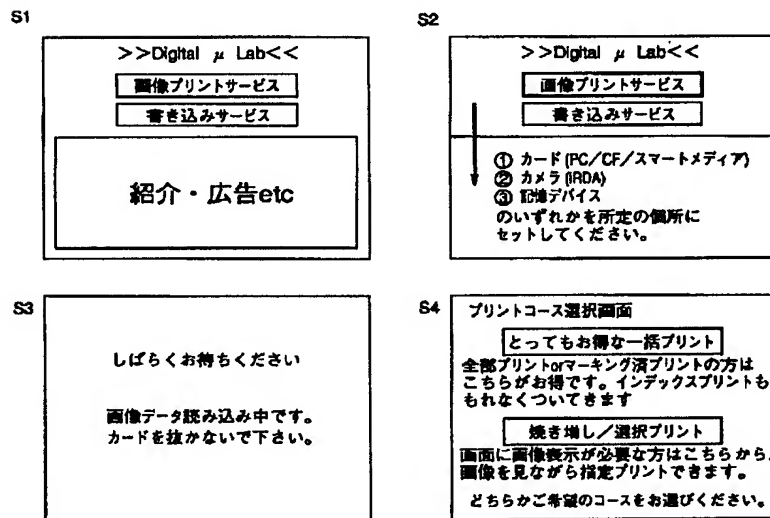 S1
>>Digital μ Lab<<
画像プリントサービス
書き込みサービス
紹介・広告etc
S2
>>Digital μ Lab<<
画像プリントサービス
書き込みサービス
① カード(PC/CF/スマートメディア)
② カメラ(iRDA)
③ 記憶デバイス
のいずれかを所定の個所に
セットしてください。
S3
しばらくお待ちください
画像データ読み込み中です。
カードを抜かないで下さい。
S4
プリントコース選択画面
とってもお得な一括プリント
全部プリントorマーキング済プリントの方は
こちらがお得です。インデックスプリントも
もれなくついてきます
焼き増し/選択プリント
画面に画像表示が必要な方はこちらから。
画像を見ながら指定プリントできます。
どちらかご希望のコースをお選びください。